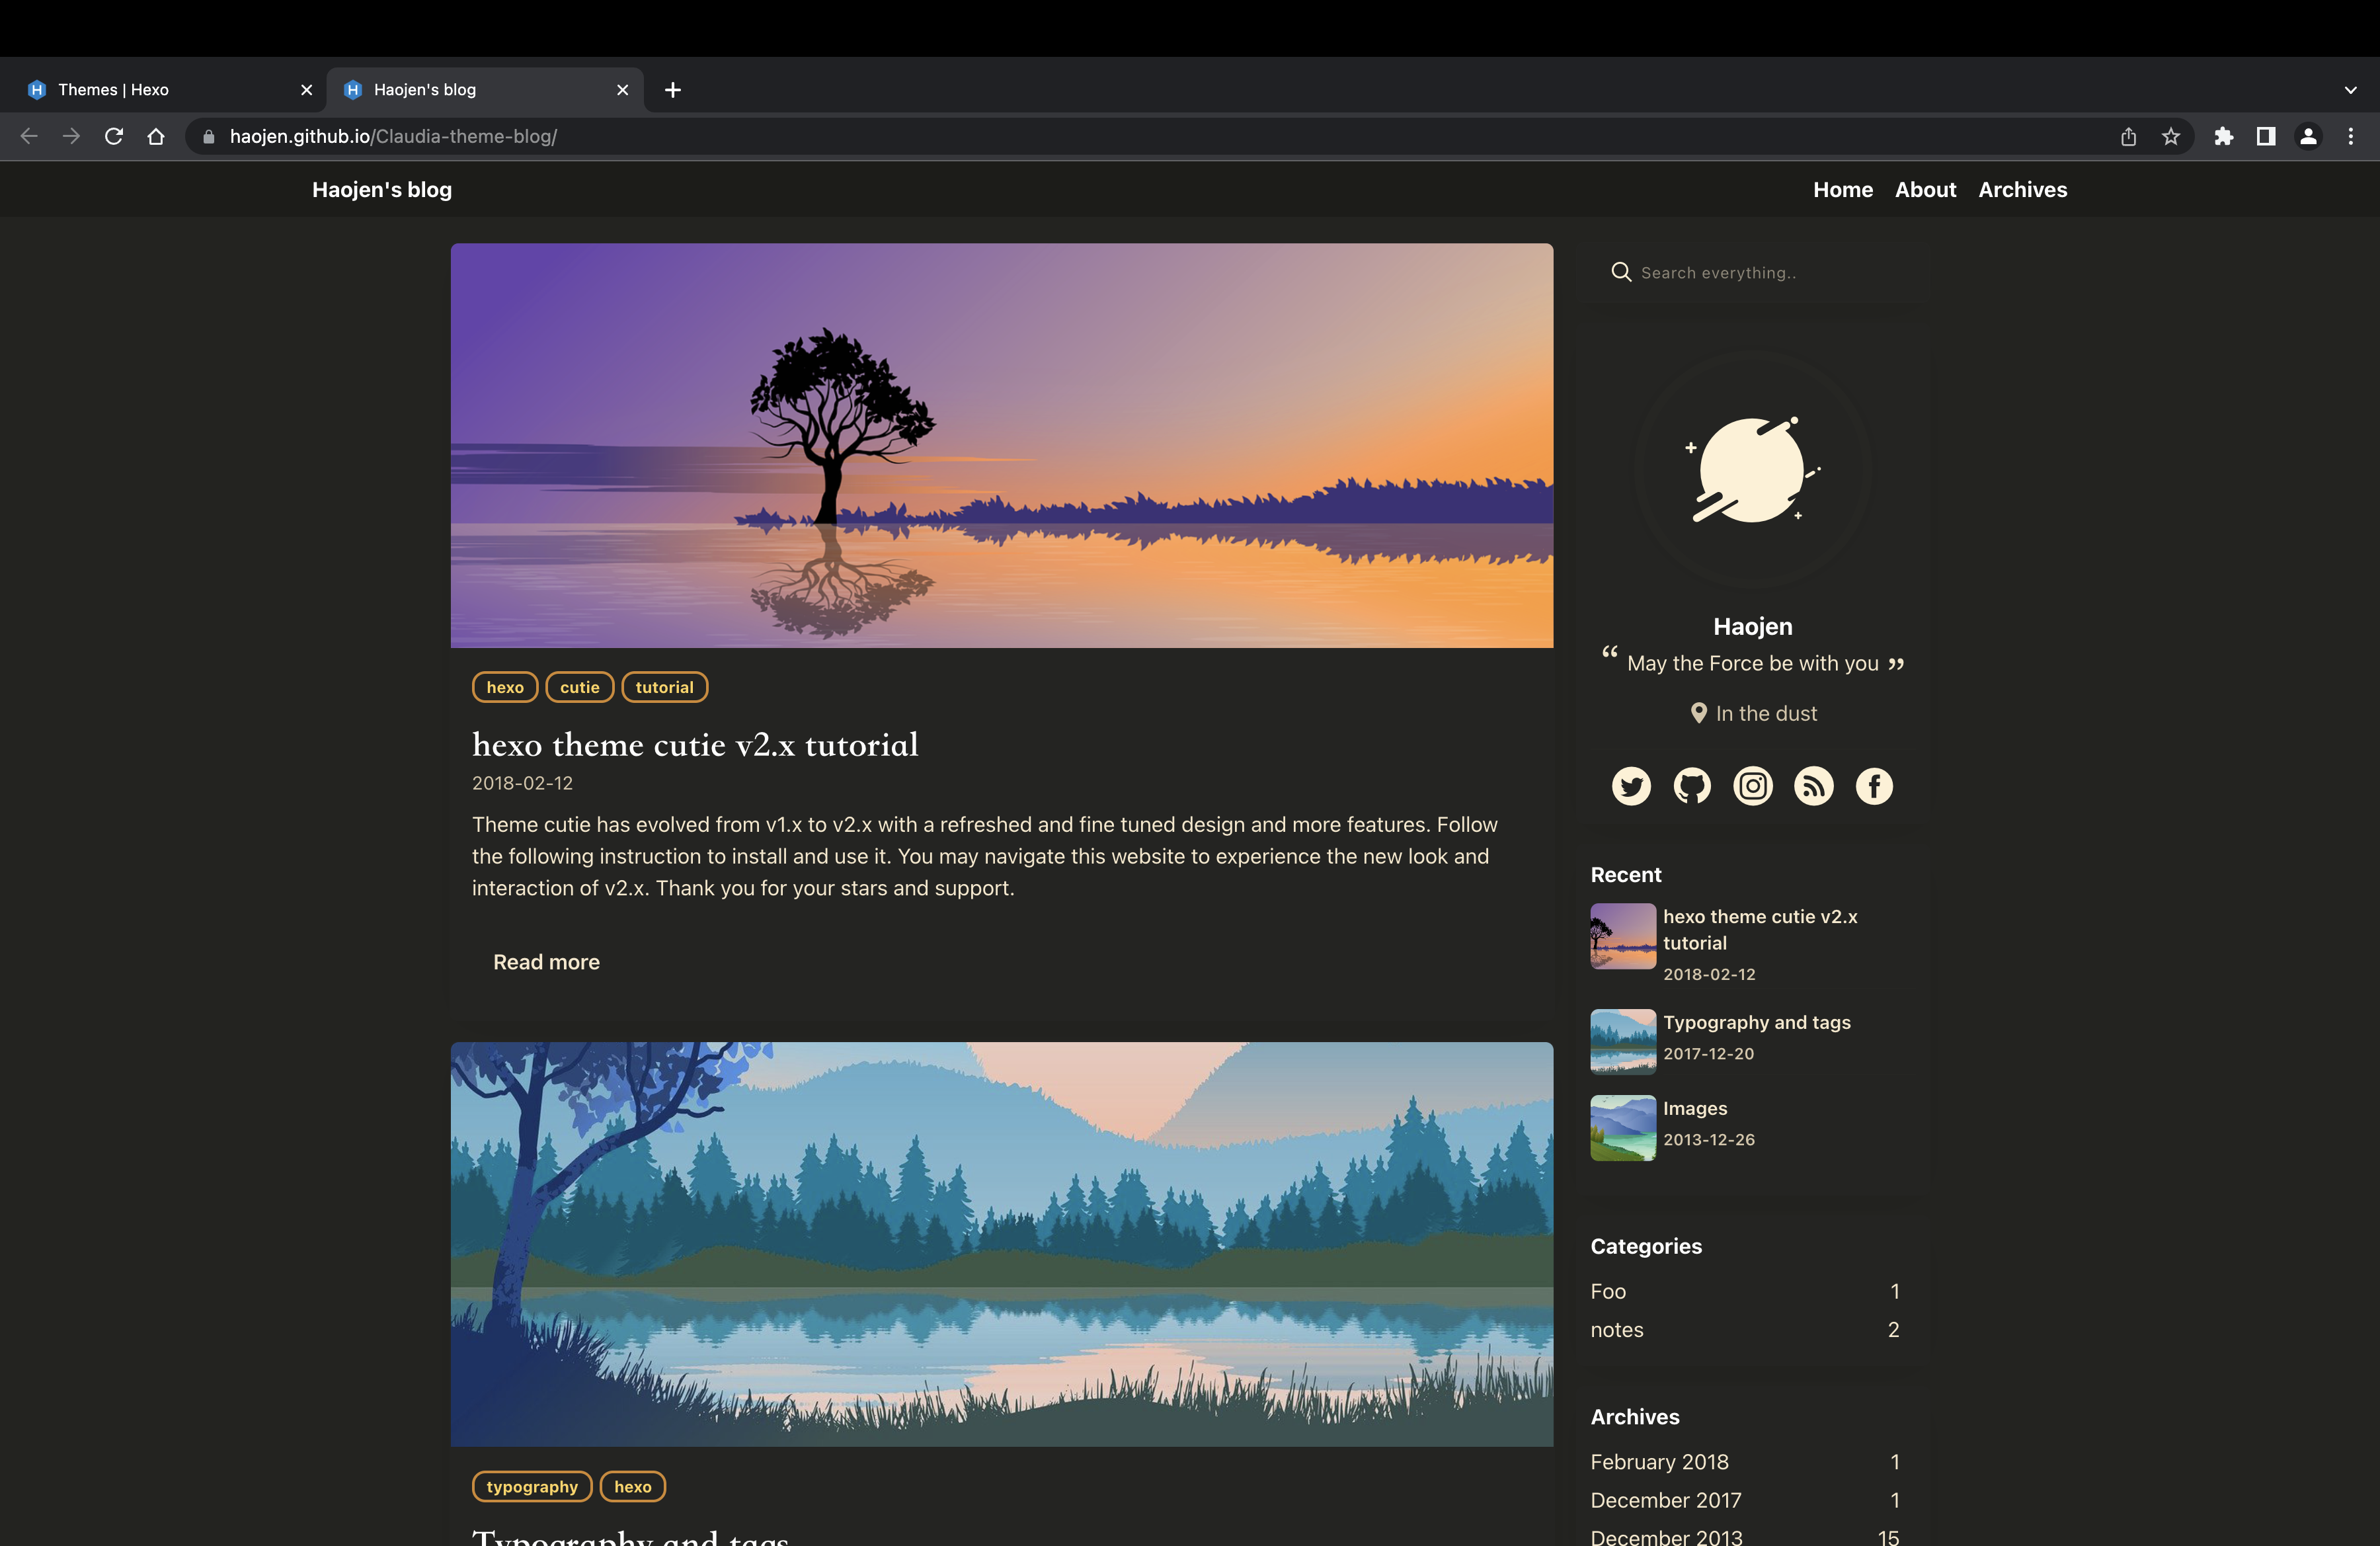 Themes | Hexo
Haojen's blog
haojen.github.io/Claudia-theme-blog/
Haojen's blog
Home
About
Archives
hexo
cutie
tutorial
hexo theme cutie v2.x tutorial
2018-02-12
Theme cutie has evolved from v1.x to v2.x with a refreshed and fine tuned design and more features. Follow
the following instruction to install and use it. You may navigate this website to experience the new look and
interaction of v2.x. Thank you for your stars and support.
Read more
typography
hexo
Typography and tags
Search everything..
Haojen
“ May the Force be with you ”
In the dust
Recent
hexo theme cutie v2.x
tutorial
2018-02-12
Typography and tags
2017-12-20
Images
2013-12-26
Categories
Foo 1
notes 2
Archives
February 2018 1
December 2017 1
December 2013 15